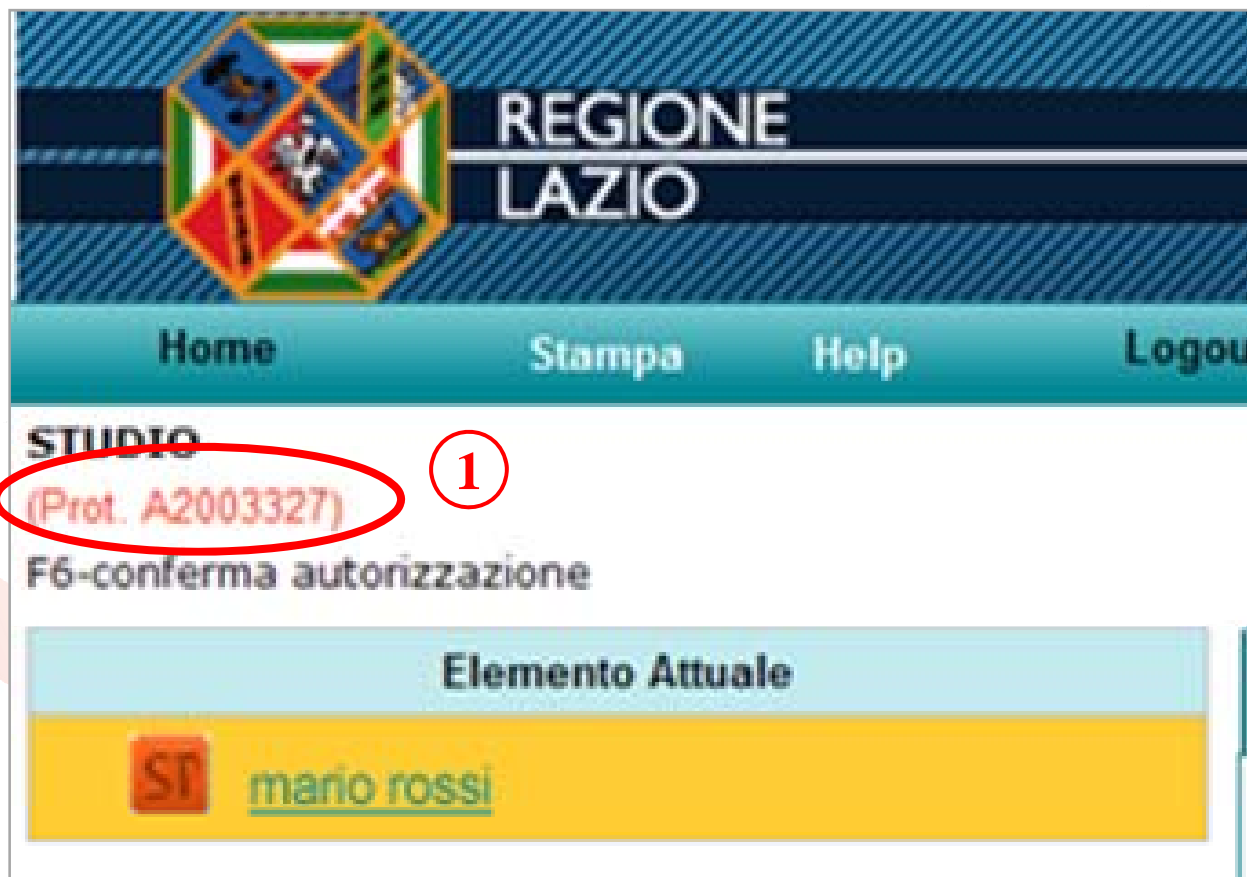 REGIONE
LAZIO
Home Stampa Help Logou
STUDIO
(Prot. A2003327)
1
F6-conferma autorizzazione
Elemento Attuale
ST mario rossi